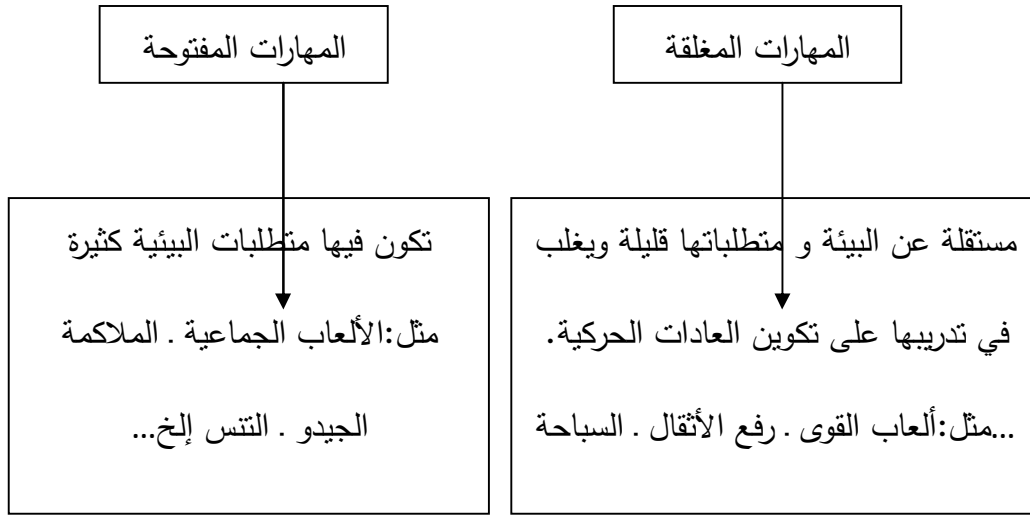 المهارات المغلقة
المهارات المفتوحة
مستقلة عن البيئة و متطلباتها قليلة ويغلب
في تدريبها على تكوين العادات الحركية.
مثل:ألعاب القوى . رفع الأثقال . السباحة...
تكون فيها متطلبات البيئية كثيرة
مثل:الألعاب الجماعية . الملاكمة
الجيدو . التنس إلخ...